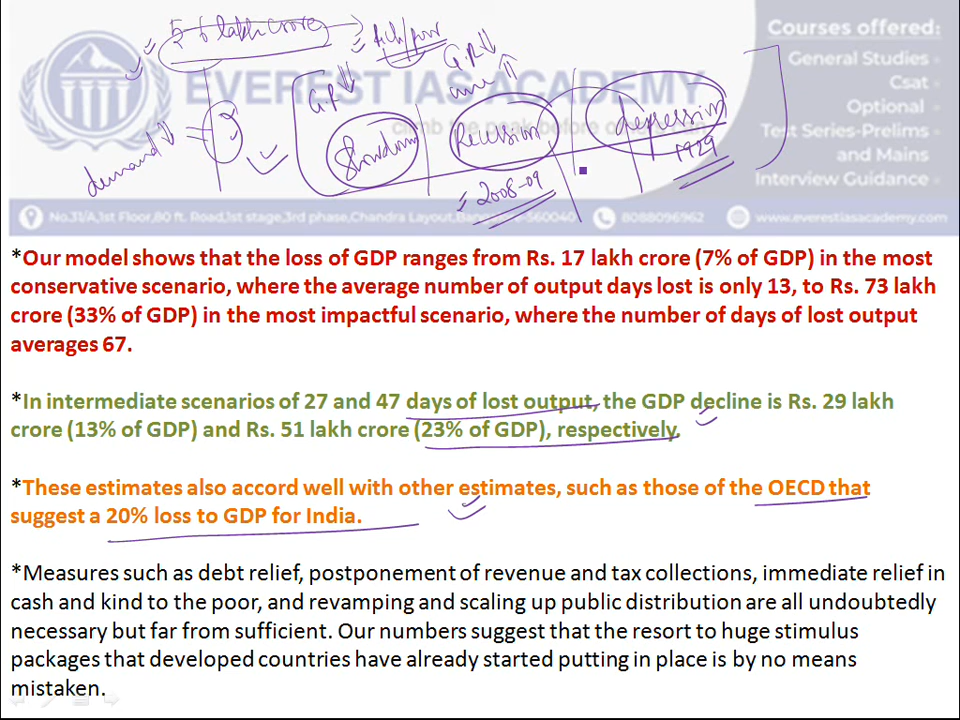 5-6 lakh crore
rich/poor
G.R
G.R
une
Courses offered:
General Studies
Csat
Optional
Test Series-Prelims
and Mains
Interview Guidance
EVEREST IAS ACADEMY
climb the peak before
demand
?
Slowdown
Recession
depression
1929
2008-09
No.31/A,1st Floor,80 ft. Road,1st stage,3rd phase,Chandra Layout,
8088096962
www.everestiasacademy.com
*Our model shows that the loss of GDP ranges from Rs. 17 lakh crore (7% of GDP) in the most
conservative scenario, where the average number of output days lost is only 13, to Rs. 73 lakh
crore (33% of GDP) in the most impactful scenario, where the number of days of lost output
averages 67.
*In intermediate scenarios of 27 and 47 days of lost output, the GDP decline is Rs. 29 lakh
crore (13% of GDP) and Rs. 51 lakh crore (23% of GDP), respectively.
*These estimates also accord well with other estimates, such as those of the OECD that
suggest a 20% loss to GDP for India.
*Measures such as debt relief, postponement of revenue and tax collections, immediate relief in
cash and kind to the poor, and revamping and scaling up public distribution are all undoubtedly
necessary but far from sufficient. Our numbers suggest that the resort to huge stimulus
packages that developed countries have already started putting in place is by no means
mistaken.